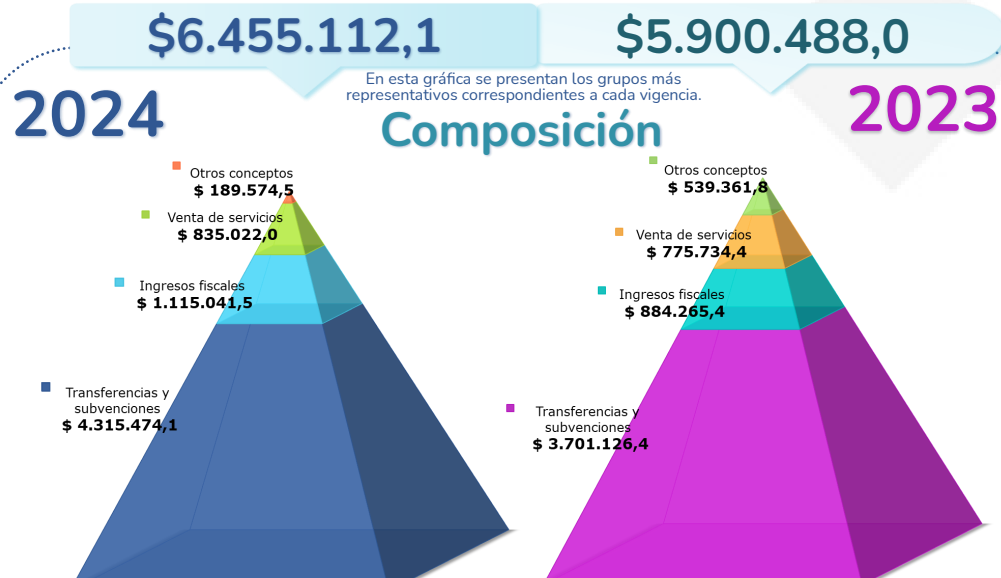 $6.455.112,1
$5.900.488,0
En esta gráfica se presentan los grupos más
representativos correspondientes a cada vigencia.
2024
2023
Composición
Otros conceptos
$ 189.574,5
Venta de servicios
$ 835.022,0
Ingresos fiscales
$ 1.115.041,5
Transferencias y
subvenciones
$ 4.315.474,1
Otros conceptos
$ 539.361,8
Venta de servicios
$ 775.734,4
Ingresos fiscales
$ 884.265,4
Transferencias y
subvenciones
$ 3.701.126,4